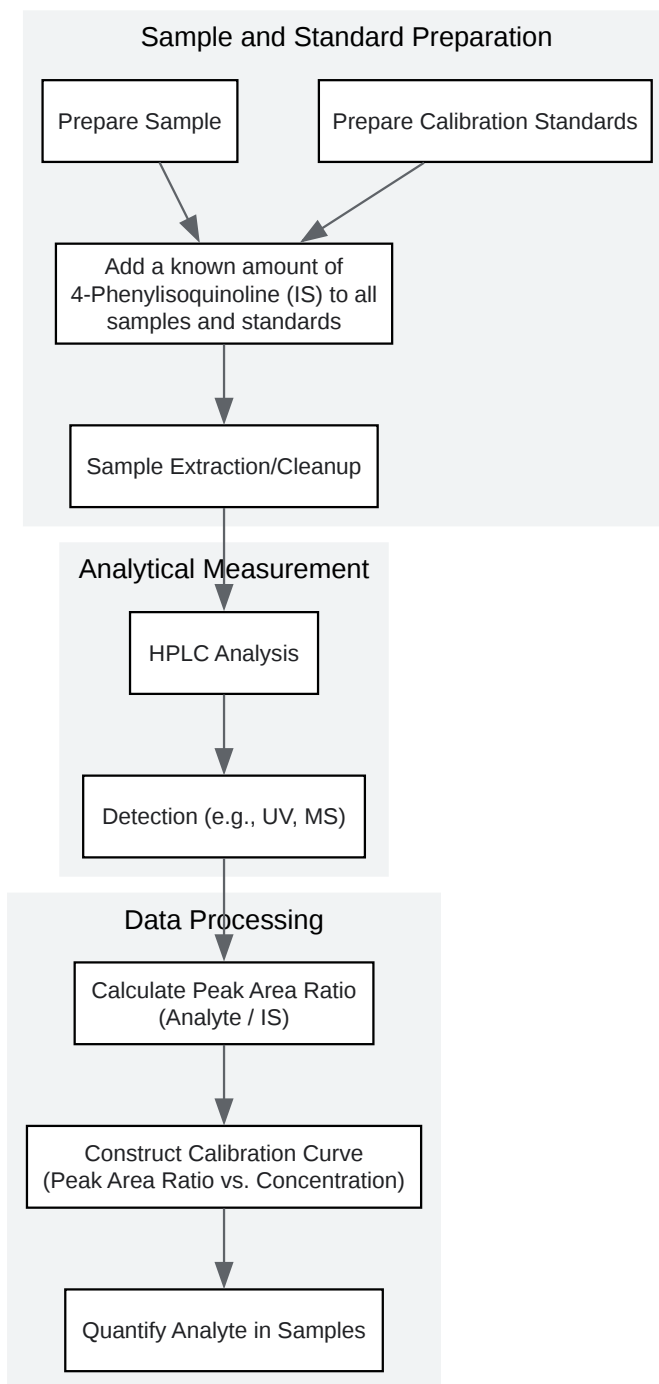 Sample and Standard Preparation
Prepare Sample
Prepare Calibration Standards
Add a known amount of
4-Phenylisoquinoline (IS) to all
samples and standards
Sample Extraction/Cleanup
Analytical Measurement
HPLC Analysis
Detection (e.g., UV, MS)
Data Processing
Calculate Peak Area Ratio
(Analyte / IS)
Construct Calibration Curve
(Peak Area Ratio vs. Concentration)
Quantify Analyte in Samples